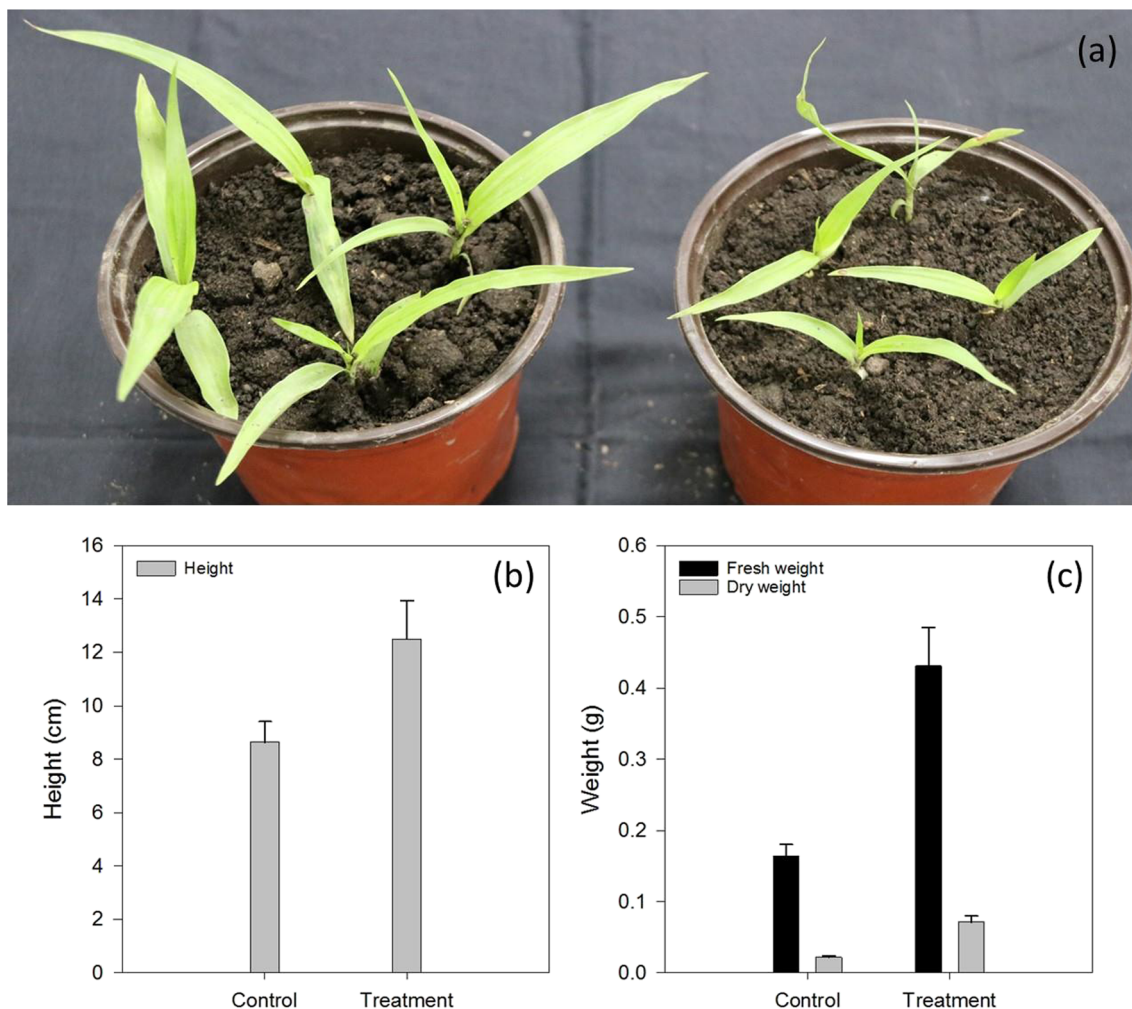 (a)
16
14
12
10
8
6
4
2
0
Height (cm)
Height
(b)
Control Treatment
0.6
0.5
0.4
0.3
0.2
0.1
0.0
Weight (g)
Fresh weight
Dry weight
(c)
Control Treatment